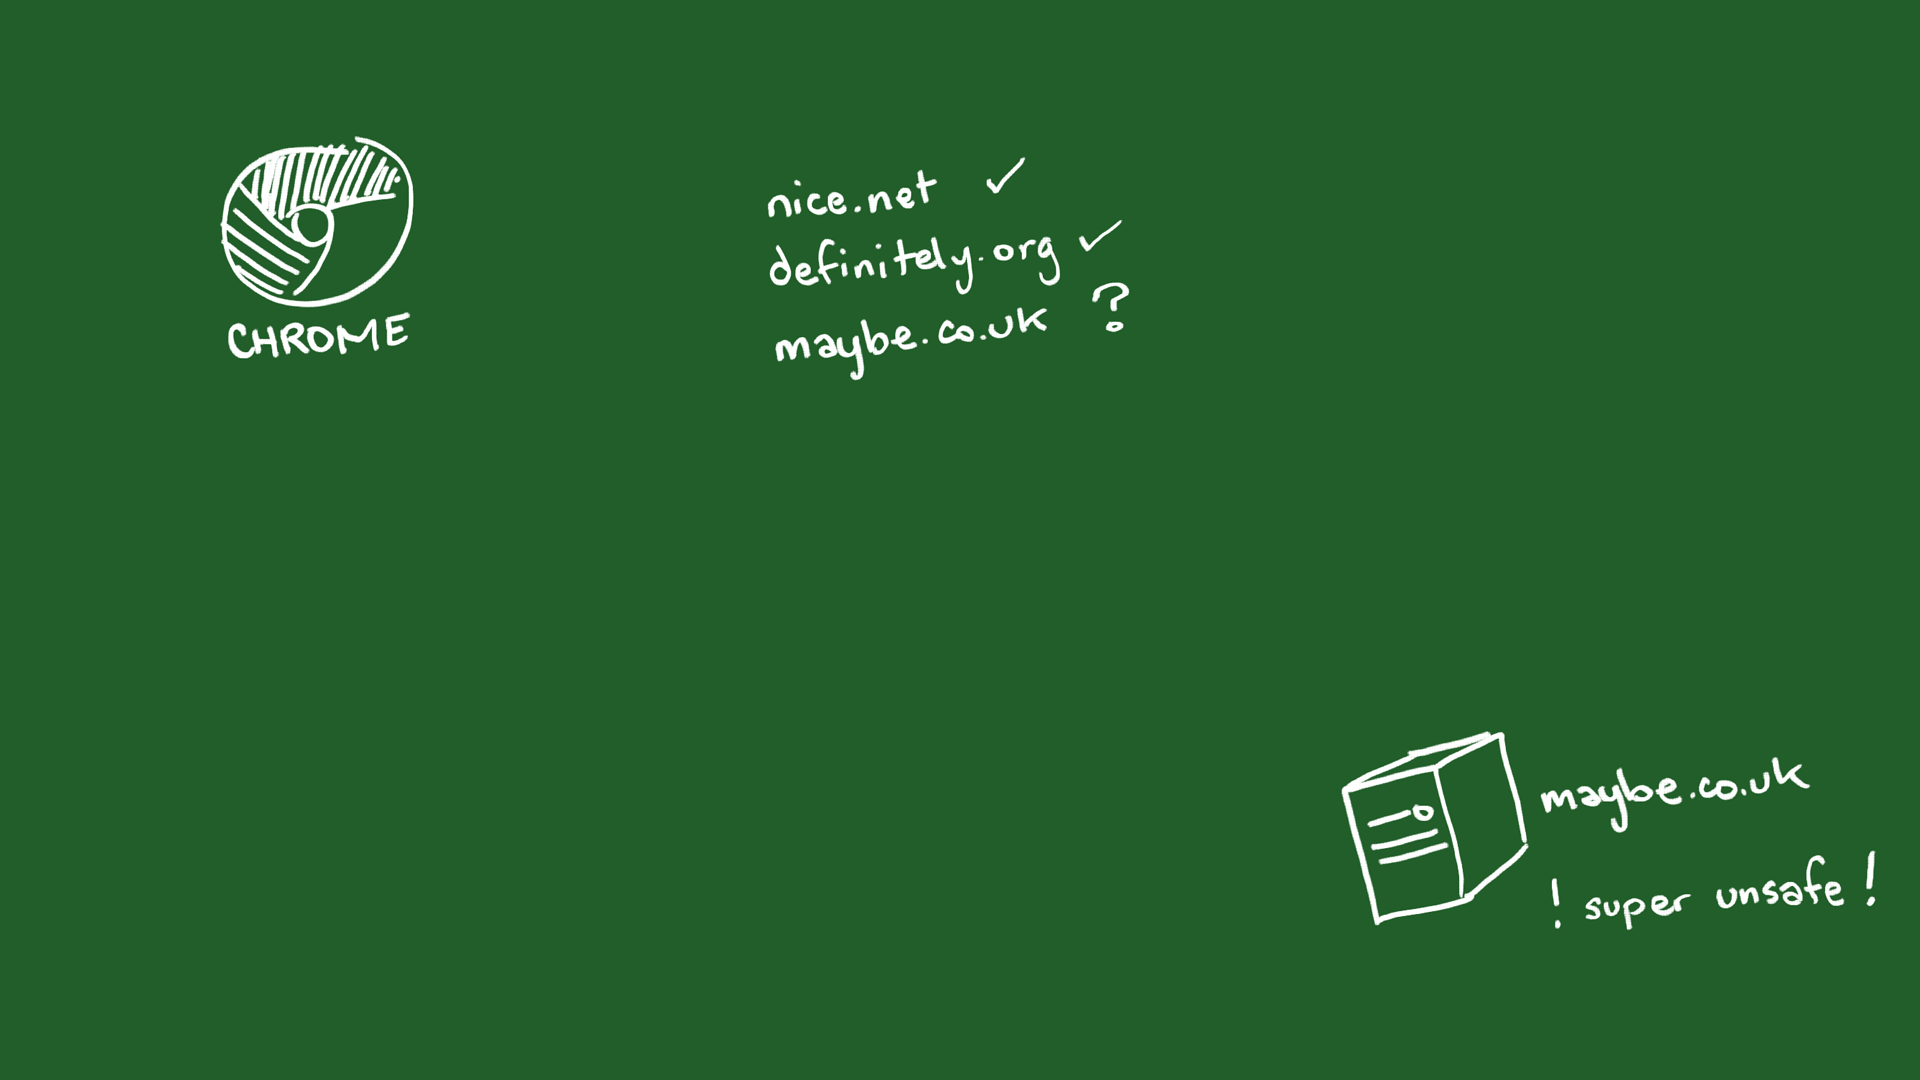 nice.net ✓
definitely.org ✓
maybe.co.uk ?
CHROME
maybe.co.uk
! super unsafe !